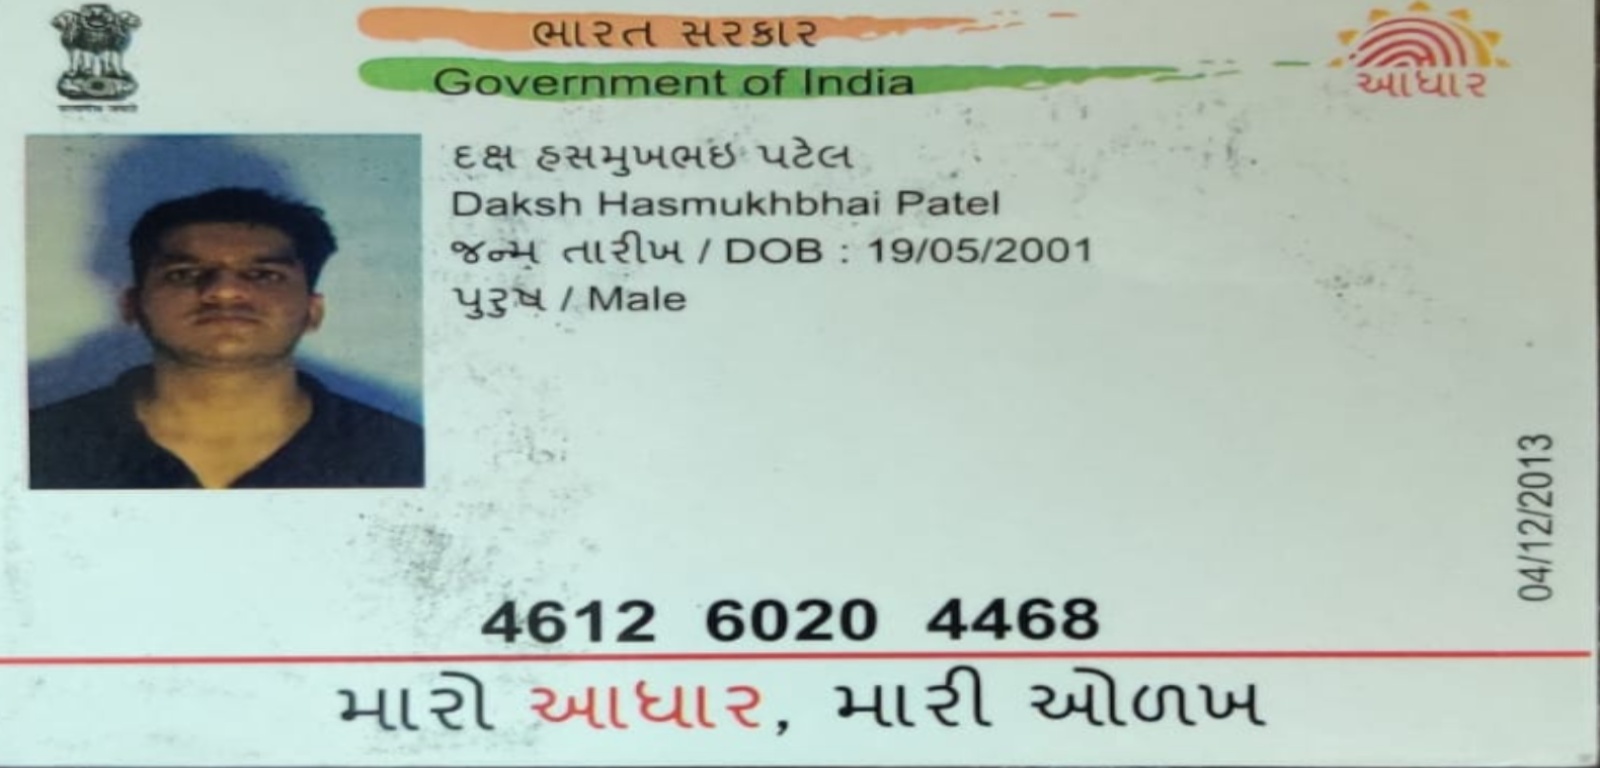 ભારત સરકાર
Government of India
આધાર
દક્ષ હસમુખભાઇ પટેલ
Daksh Hasmukhbhai Patel
જન્મ તારીખ / DOB : 19/05/2001
પુરુષ / Male
04/12/2013
4612 6020 4468
મારો આધાર, મારી ઓળખ